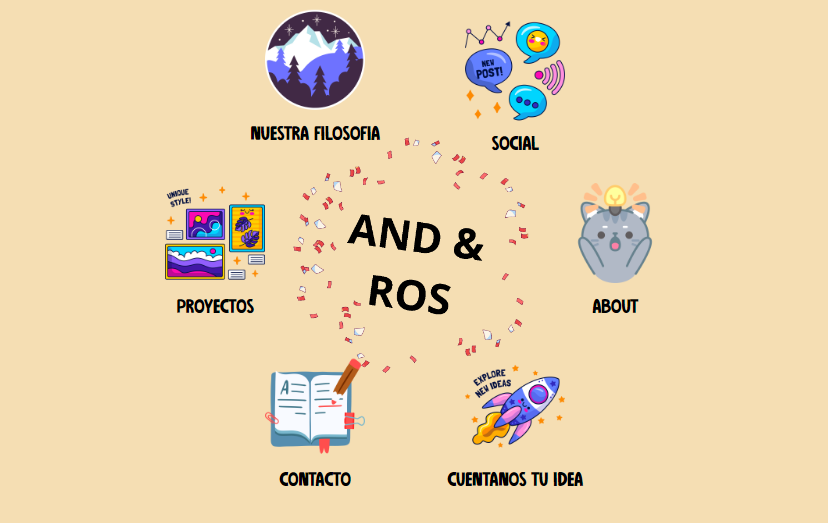 NUESTRA FILOSOFIA
NEW
POST!
SOCIAL
UNIQUE
STYLE!
PROYECTOS
AND &
ROS
ABOUT
A
CONTACTO
EXPLORE
NEW IDEAS
CUENTANOS TU IDEA